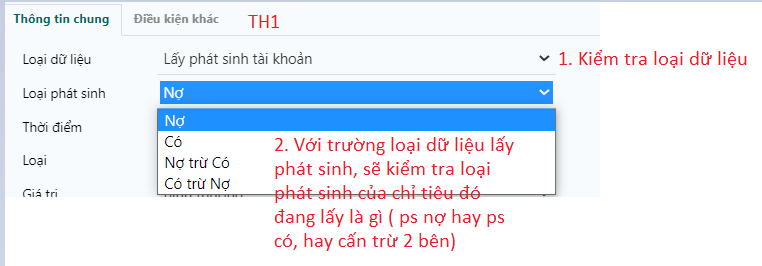 Thông tin chung
Điều kiện khác
TH1
Loại dữ liệu
Lấy phát sinh tài khoản
1. Kiểm tra loại dữ liệu
Loại phát sinh
Nợ
Thời điểm
Nợ
Có
Loại
Nợ trừ Có
Có trừ Nợ
Giá trị
2. Với trường loại dữ liệu lấy
phát sinh, sẽ kiểm tra loại
phát sinh của chỉ tiêu đó
đang lấy là gì ( ps nợ hay ps
có, hay cấn trừ 2 bên)